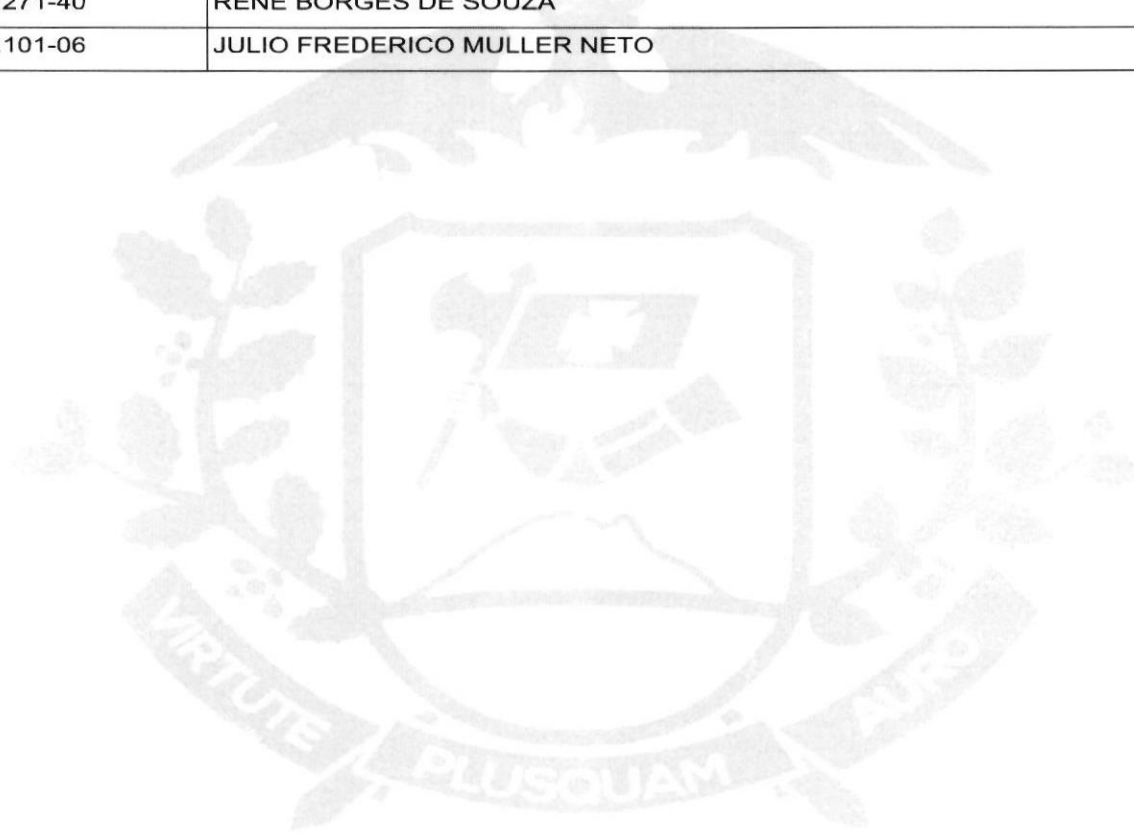 271-40 RENE BORGES DE SOUZA
.101-06 JULIO FREDERICO MULLER NETO
VIRTUTE PLUSQUAM AURO